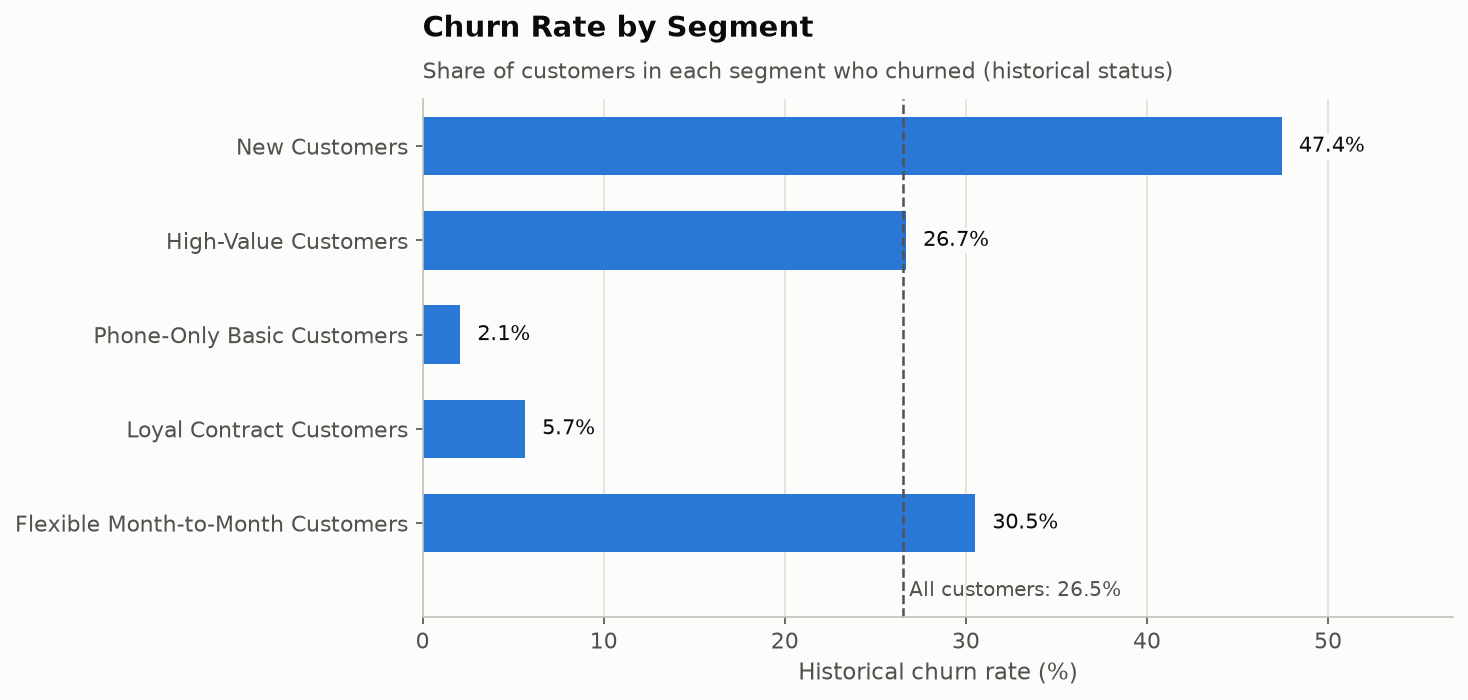 Churn Rate by Segment
Share of customers in each segment who churned (historical status)
New Customers 47.4%
High-Value Customers 26.7%
Phone-Only Basic Customers 2.1%
Loyal Contract Customers 5.7%
Flexible Month-to-Month Customers 30.5%
All customers: 26.5%
0 10 20 30 40 50
Historical churn rate (%)